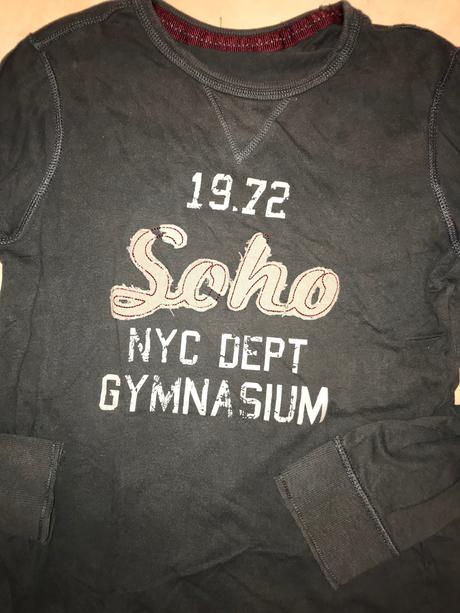 19.72
Soho
NYC DEPT
GYMNASIUM